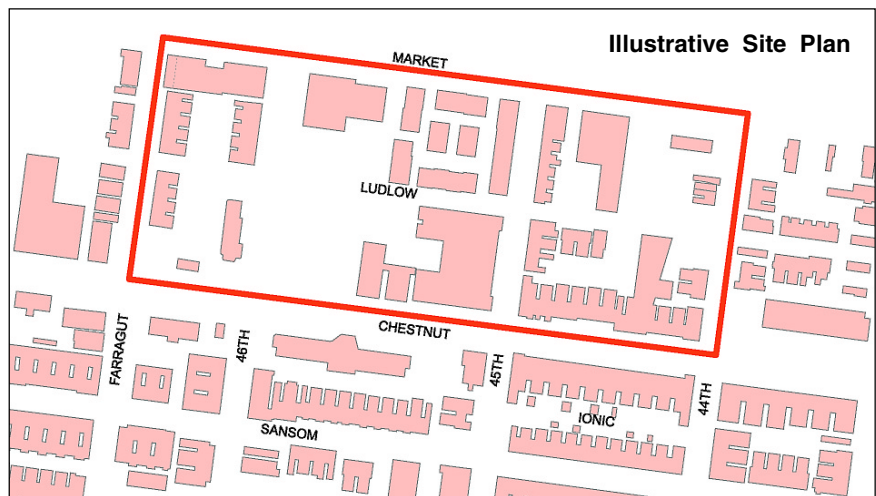 Illustrative Site Plan
MARKET
LUDLOW
CHESTNUT
FARRAGUT
46TH
45TH
44TH
SANSOM
IONIC